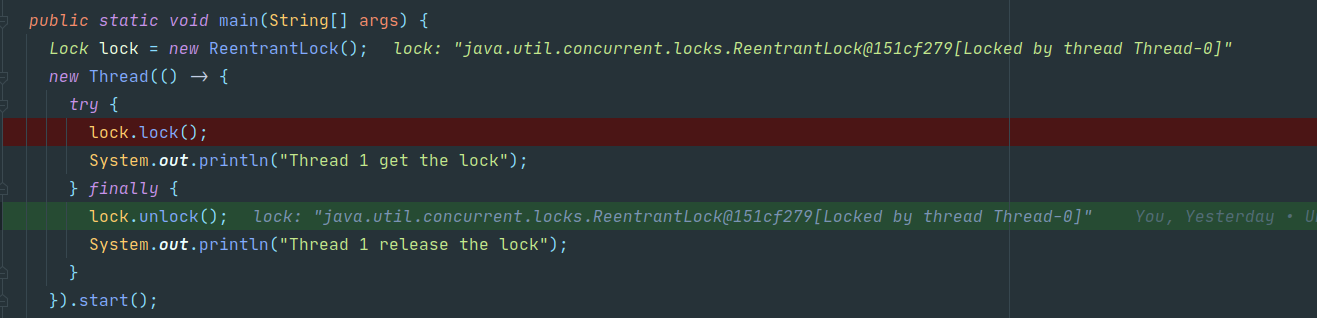 public static void main(String[] args) {
Lock lock = new ReentrantLock();   lock: "java.util.concurrent.locks.ReentrantLock@151cf279[Locked by thread Thread-0]"
new Thread(() -> {
try {
lock.lock();
System.out.println("Thread 1 get the lock");
} finally {
lock.unlock();   lock: "java.util.concurrent.locks.ReentrantLock@151cf279[Locked by thread Thread-0]"   You, Yesterday •
System.out.println("Thread 1 release the lock");
}
}).start();